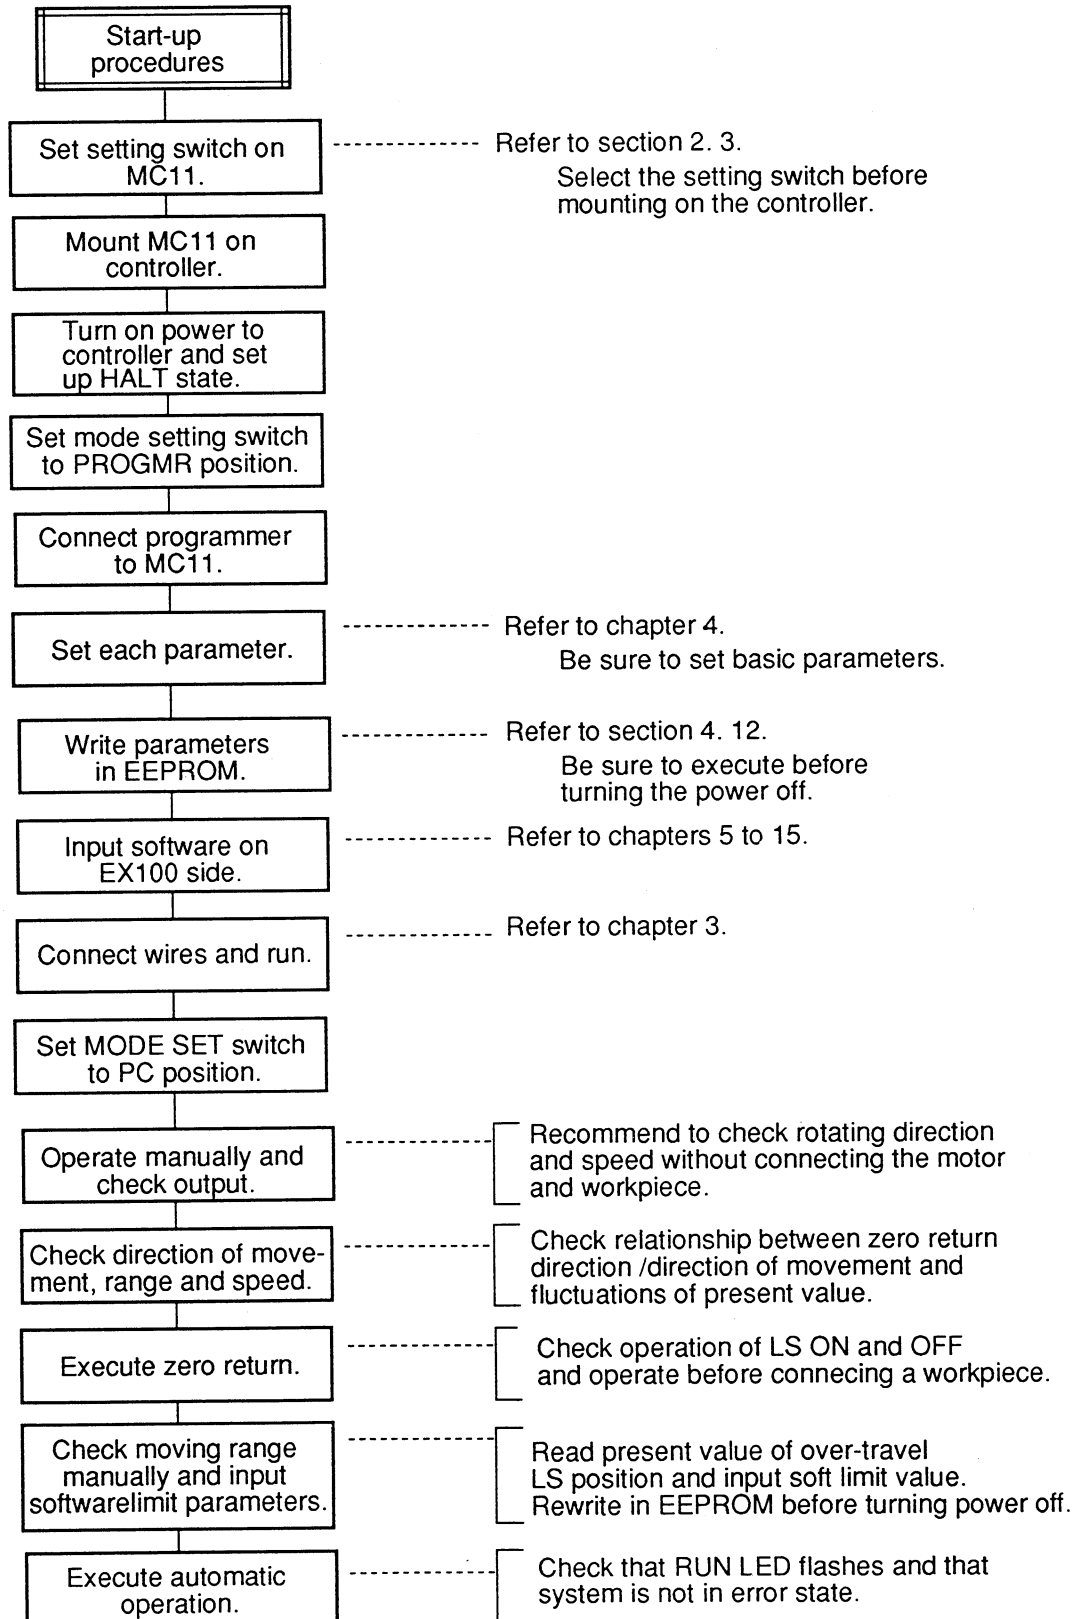 Start-up
procedures
Set setting switch on
MC11.
Refer to section 2. 3.
Select the setting switch before
mounting on the controller.
Mount MC11 on
controller.
Turn on power to
controller and set
up HALT state.
Set mode setting switch
to PROGMR position.
Connect programmer
to MC11.
Set each parameter.
Refer to chapter 4.
Be sure to set basic parameters.
Write parameters
in EEPROM.
Refer to section 4. 12.
Be sure to execute before
turning the power off.
Input software on
EX100 side.
Refer to chapters 5 to 15.
Connect wires and run.
Refer to chapter 3.
Set MODE SET switch
to PC position.
Operate manually and
check output.
Recommend to check rotating direction
and speed without connecting the motor
and workpiece.
Check direction of move-
ment, range and speed.
Check relationship between zero return
direction /direction of movement and
fluctuations of present value.
Execute zero return.
Check operation of LS ON and OFF
and operate before connecing a workpiece.
Check moving range
manually and input
softwarelimit parameters.
Read present value of over-travel
LS position and input soft limit value.
Rewrite in EEPROM before turning power off.
Execute automatic
operation.
Check that RUN LED flashes and that
system is not in error state.